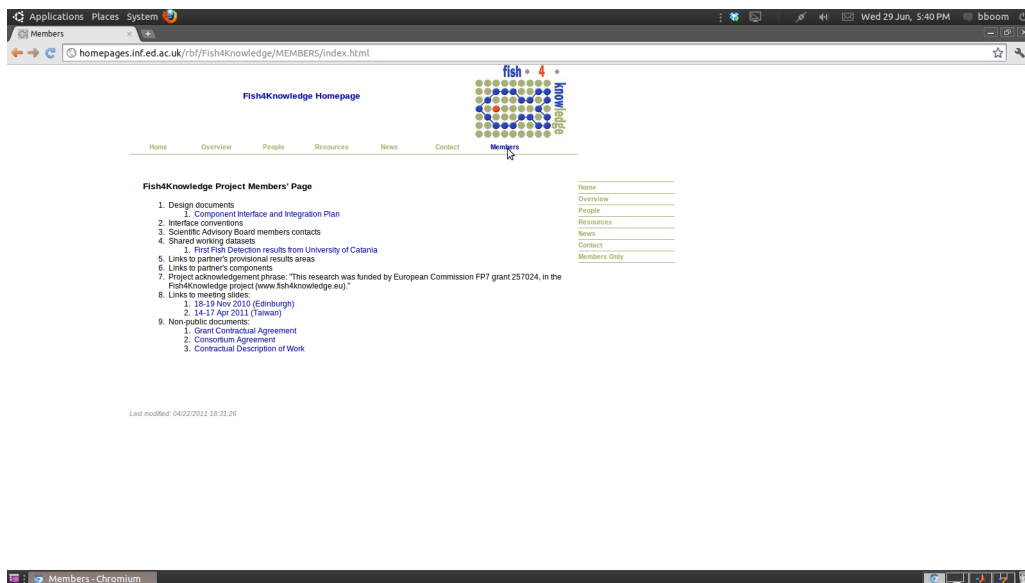 Applications Places System
Wed 29 Jun, 5:40 PM bboom
Members
homepages.inf.ed.ac.uk/rbf/Fish4Knowledge/MEMBERS/index.html
fish 4
knowledge
Fish4Knowledge Homepage
Home Overview People Resources News Contact Members
Fish4Knowledge Project Members' Page
1. Design documents
1. Component Interface and Integration Plan
2. Interface conventions
3. Scientific Advisory Board members contacts
4. Shared working datasets
1. First Fish Detection results from University of Catania
5. Links to partner's provisional results areas
6. Links to partner's components
7. Project acknowledgement phrase: "This research was funded by European Commission FP7 grant 257024, in the
Fish4Knowledge project (www.fish4knowledge.eu)."
8. Links to meeting slides:
1. 18-19 Nov 2010 (Edinburgh)
2. 14-17 Apr 2011 (Taiwan)
9. Non-public documents:
1. Grant Contractual Agreement
2. Consortium Agreement
3. Contractual Description of Work
Home
Overview
People
Resources
News
Contact
Members Only
Last modified: 04/22/2011 18:31:26
Members - Chromium